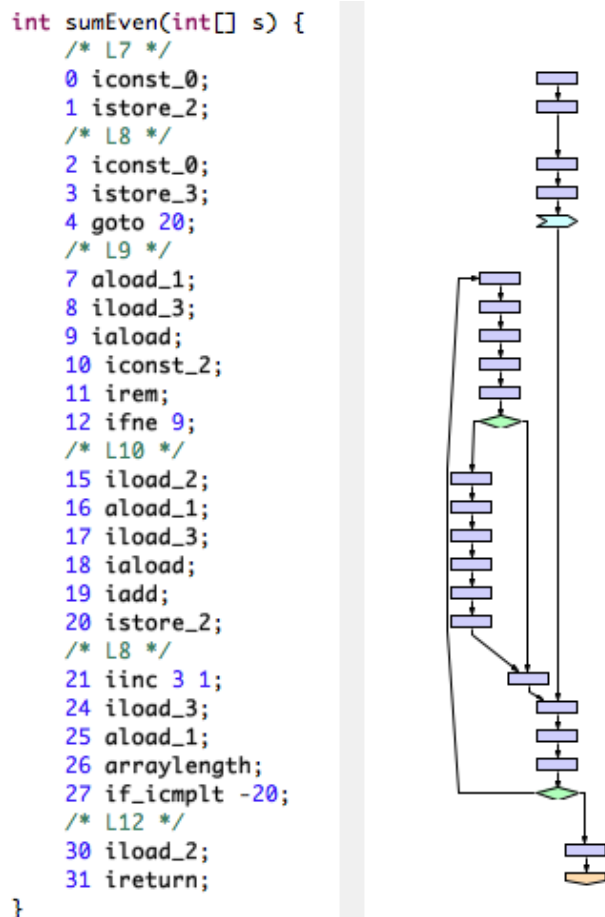 int sumEven(int[] s) {
/* L7 */
0 iconst_0;
1 istore_2;
/* L8 */
2 iconst_0;
3 istore_3;
4 goto 20;
/* L9 */
7 aload_1;
8 iload_3;
9 iaload;
10 iconst_2;
11 irem;
12 ifne 9;
/* L10 */
15 iload_2;
16 aload_1;
17 iload_3;
18 iaload;
19 iadd;
20 istore_2;
/* L8 */
21 iinc 3 1;
24 iload_3;
25 aload_1;
26 arraylength;
27 if_icmplt -20;
/* L12 */
30 iload_2;
31 ireturn;
}